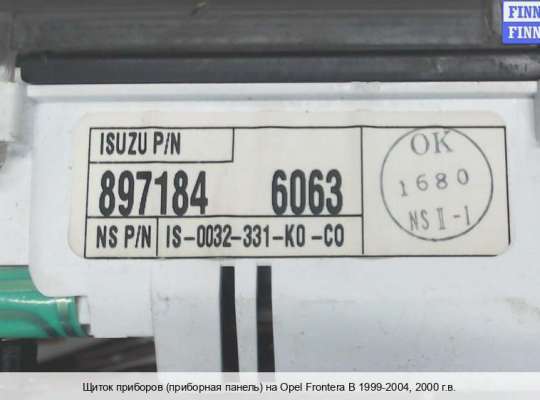 FINN
FINN
ISUZU P/N
897184 6063
NS P/N IS-0032-331-K0-C0
OK
1680
NS II-1
Щиток приборов (приборная панель) на Opel Frontera B 1999-2004, 2000 г.в.